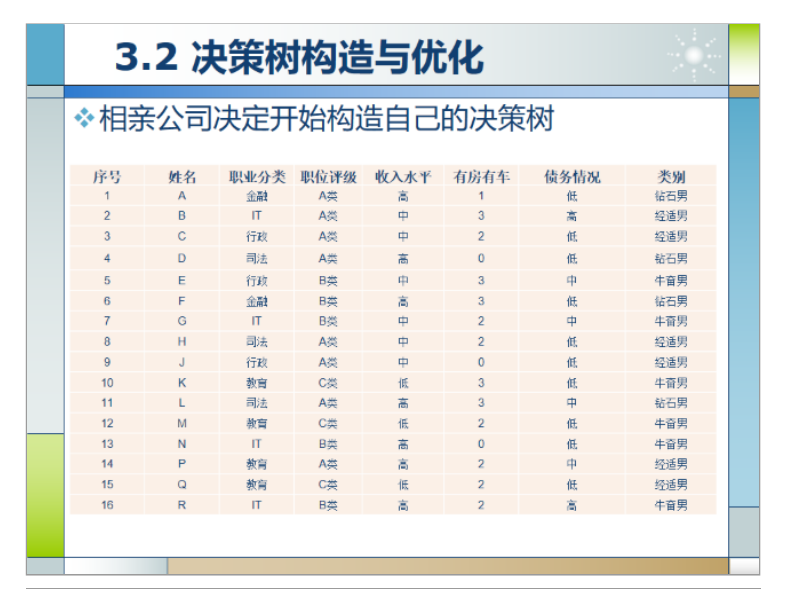 3.2 决策树构造与优化
相亲公司决定开始构造自己的决策树
序号 姓名 职业分类 职位评级 收入水平 有房有车 债务情况 类别
1 A 金融 A类 高 1 低 钻石男
2 B IT A类 中 3 高 经适男
3 C 行政 A类 中 2 低 经适男
4 D 司法 A类 高 0 低 钻石男
5 E 行政 B类 中 3 中 牛奋男
6 F 金融 B类 高 3 低 钻石男
7 G IT B类 中 2 中 牛奋男
8 H 司法 A类 中 2 低 经适男
9 J 行政 A类 中 0 低 经适男
10 K 教育 C类 低 3 低 牛奋男
11 L 司法 A类 高 3 中 钻石男
12 M 教育 C类 低 2 低 牛奋男
13 N IT B类 高 0 低 牛奋男
14 P 教育 A类 高 2 中 经适男
15 Q 教育 C类 低 2 低 经适男
16 R IT B类 高 2 高 牛奋男